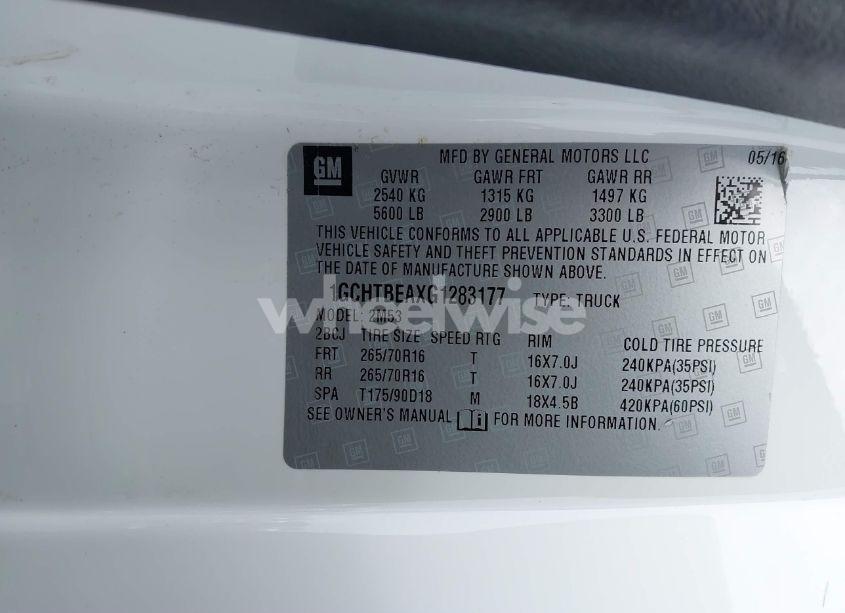 GM
MFD BY GENERAL MOTORS LLC 05/16
GVWR GAWR FRT GAWR RR
2540 KG 1315 KG 1497 KG
5600 LB 2900 LB 3300 LB
THIS VEHICLE CONFORMS TO ALL APPLICABLE U.S. FEDERAL MOTOR
VEHICLE SAFETY AND THEFT PREVENTION STANDARDS IN EFFECT ON
THE DATE OF MANUFACTURE SHOWN ABOVE.
1GCHTBEAXG1283177 TYPE: TRUCK
wheelwise
MODEL: 2M53
2BCJ TIRE SIZE SPEED RTG RIM COLD TIRE PRESSURE
FRT 265/70R16 T 16X7.0J 240KPA(35PSI)
RR 265/70R16 T 16X7.0J 240KPA(35PSI)
SPA T175/90D18 M 18X4.5B 420KPA(60PSI)
SEE OWNER'S MANUAL FOR MORE INFORMATION.